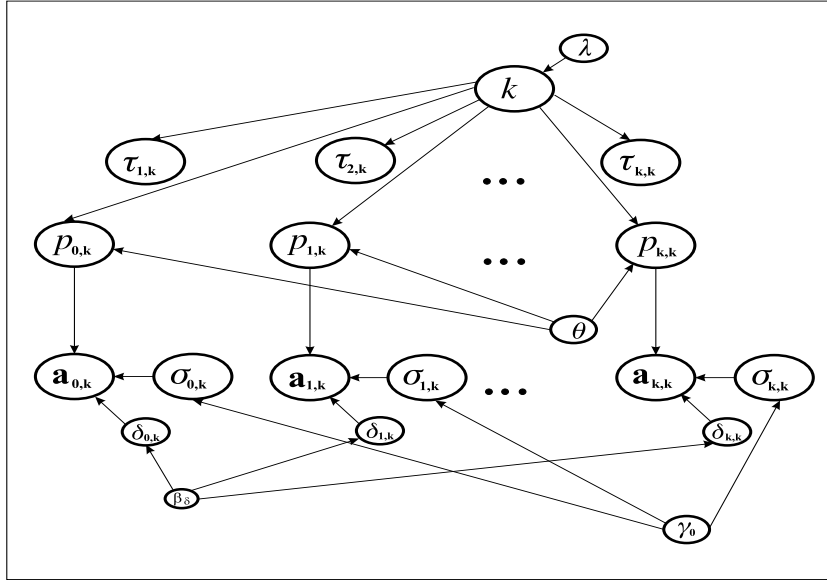 λ
k
τ1,k τ2,k τk,k
...
p0,k p1,k ... pk,k
θ
a0,k σ0,k a1,k σ1,k ... ak,k σk,k
δ0,k δ1,k δk,k
βδ
γ0